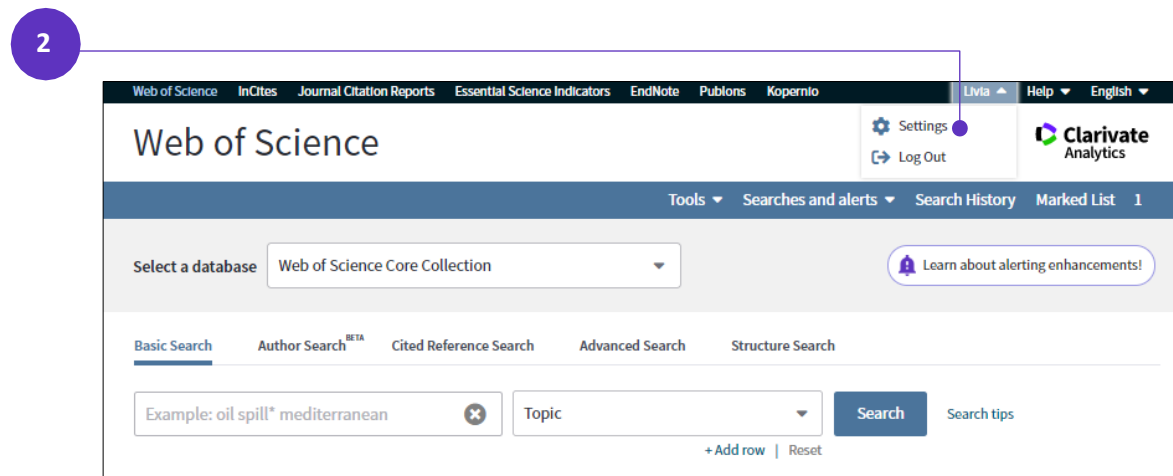 2
Web of Science InCites Journal Citation Reports Essential Science Indicators EndNote Publons Kopernio Livia Help English
Settings
Log Out
Web of Science
Clarivate
Analytics
Tools Searches and alerts Search History Marked List 1
Select a database Web of Science Core Collection Learn about alerting enhancements!
Basic Search Author Search BETA Cited Reference Search Advanced Search Structure Search
Example: oil spill* mediterranean Topic Search Search tips
+ Add row | Reset